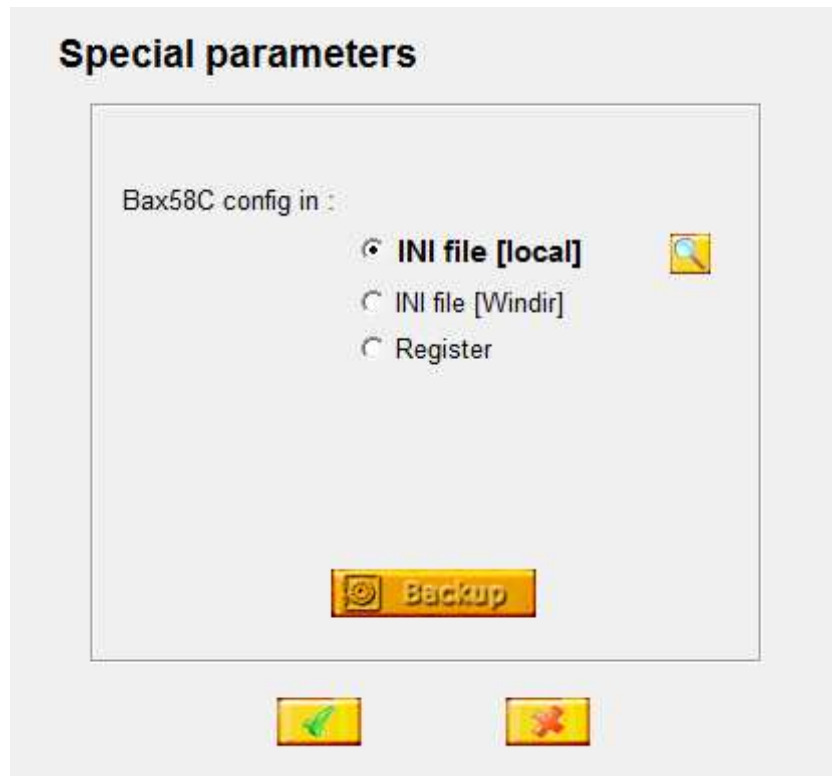 Special parameters
Bax58C config in :
INI file [local]
INI file [Windir]
Register
Backup